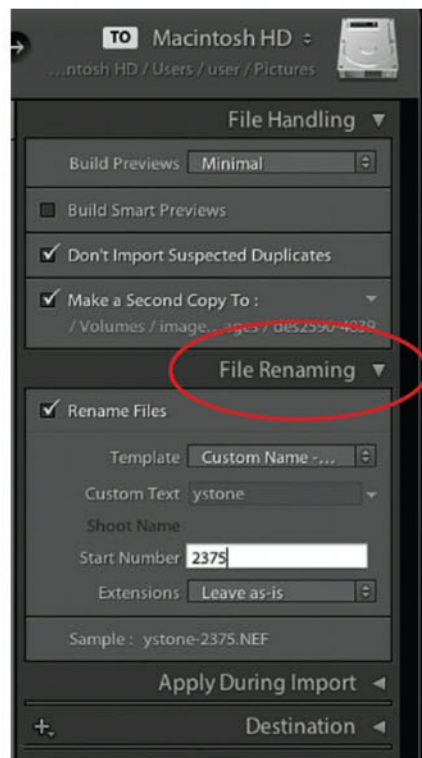 TO Macintosh HD
...ntosh HD / Users / user / Pictures
File Handling
Build Previews Minimal
Build Smart Previews
Don't Import Suspected Duplicates
Make a Second Copy To :
/ Volumes / image...ages / des2590-4039
File Renaming
Rename Files
Template Custom Name -...
Custom Text ystone
Shoot Name
Start Number 2375
Extensions Leave as-is
Sample : ystone-2375.NEF
Apply During Import
Destination